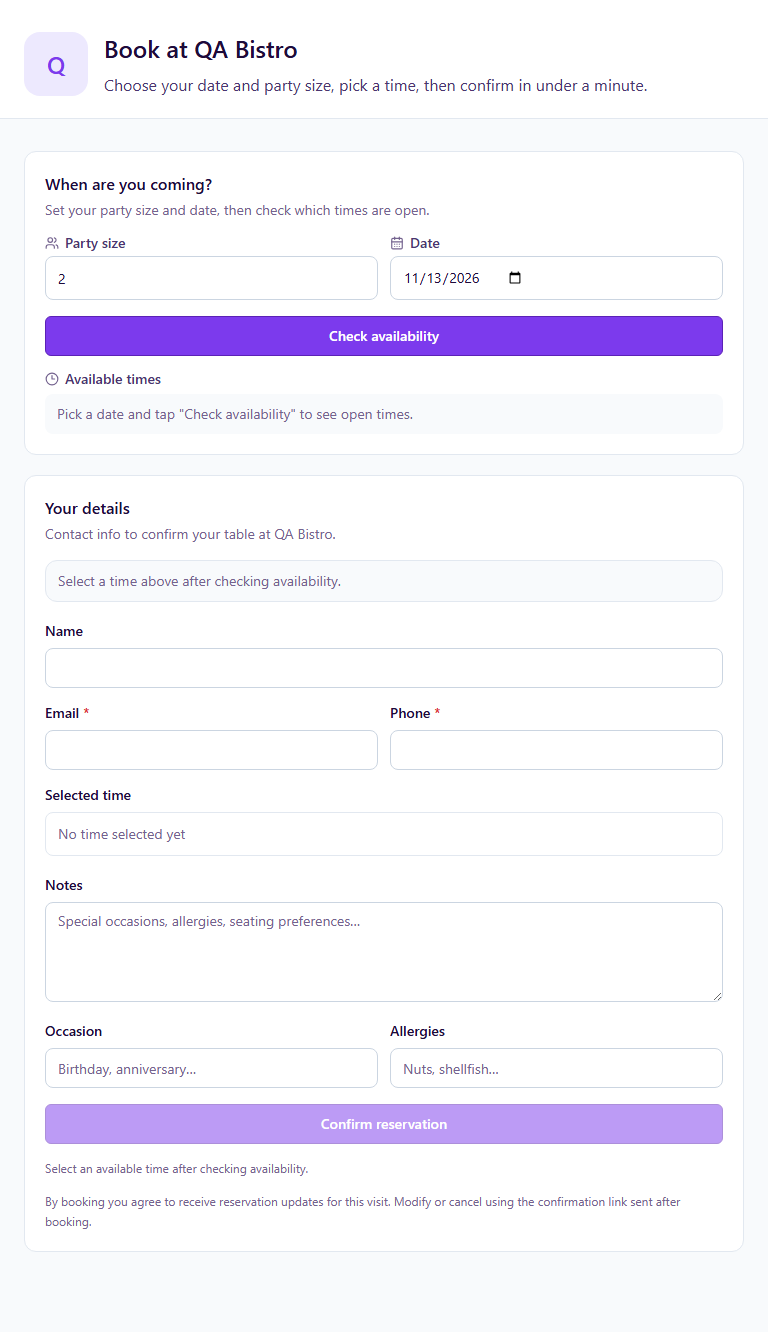 Q
Book at QA Bistro
Choose your date and party size, pick a time, then confirm in under a minute.
When are you coming?
Set your party size and date, then check which times are open.
Party size
Date
2
11/13/2026
Check availability
Available times
Pick a date and tap "Check availability" to see open times.
Your details
Contact info to confirm your table at QA Bistro.
Select a time above after checking availability.
Name
Email *
Phone *
Selected time
No time selected yet
Notes
Special occasions, allergies, seating preferences...
Occasion
Allergies
Birthday, anniversary...
Nuts, shellfish...
Confirm reservation
Select an available time after checking availability.
By booking you agree to receive reservation updates for this visit. Modify or cancel using the confirmation link sent after
booking.